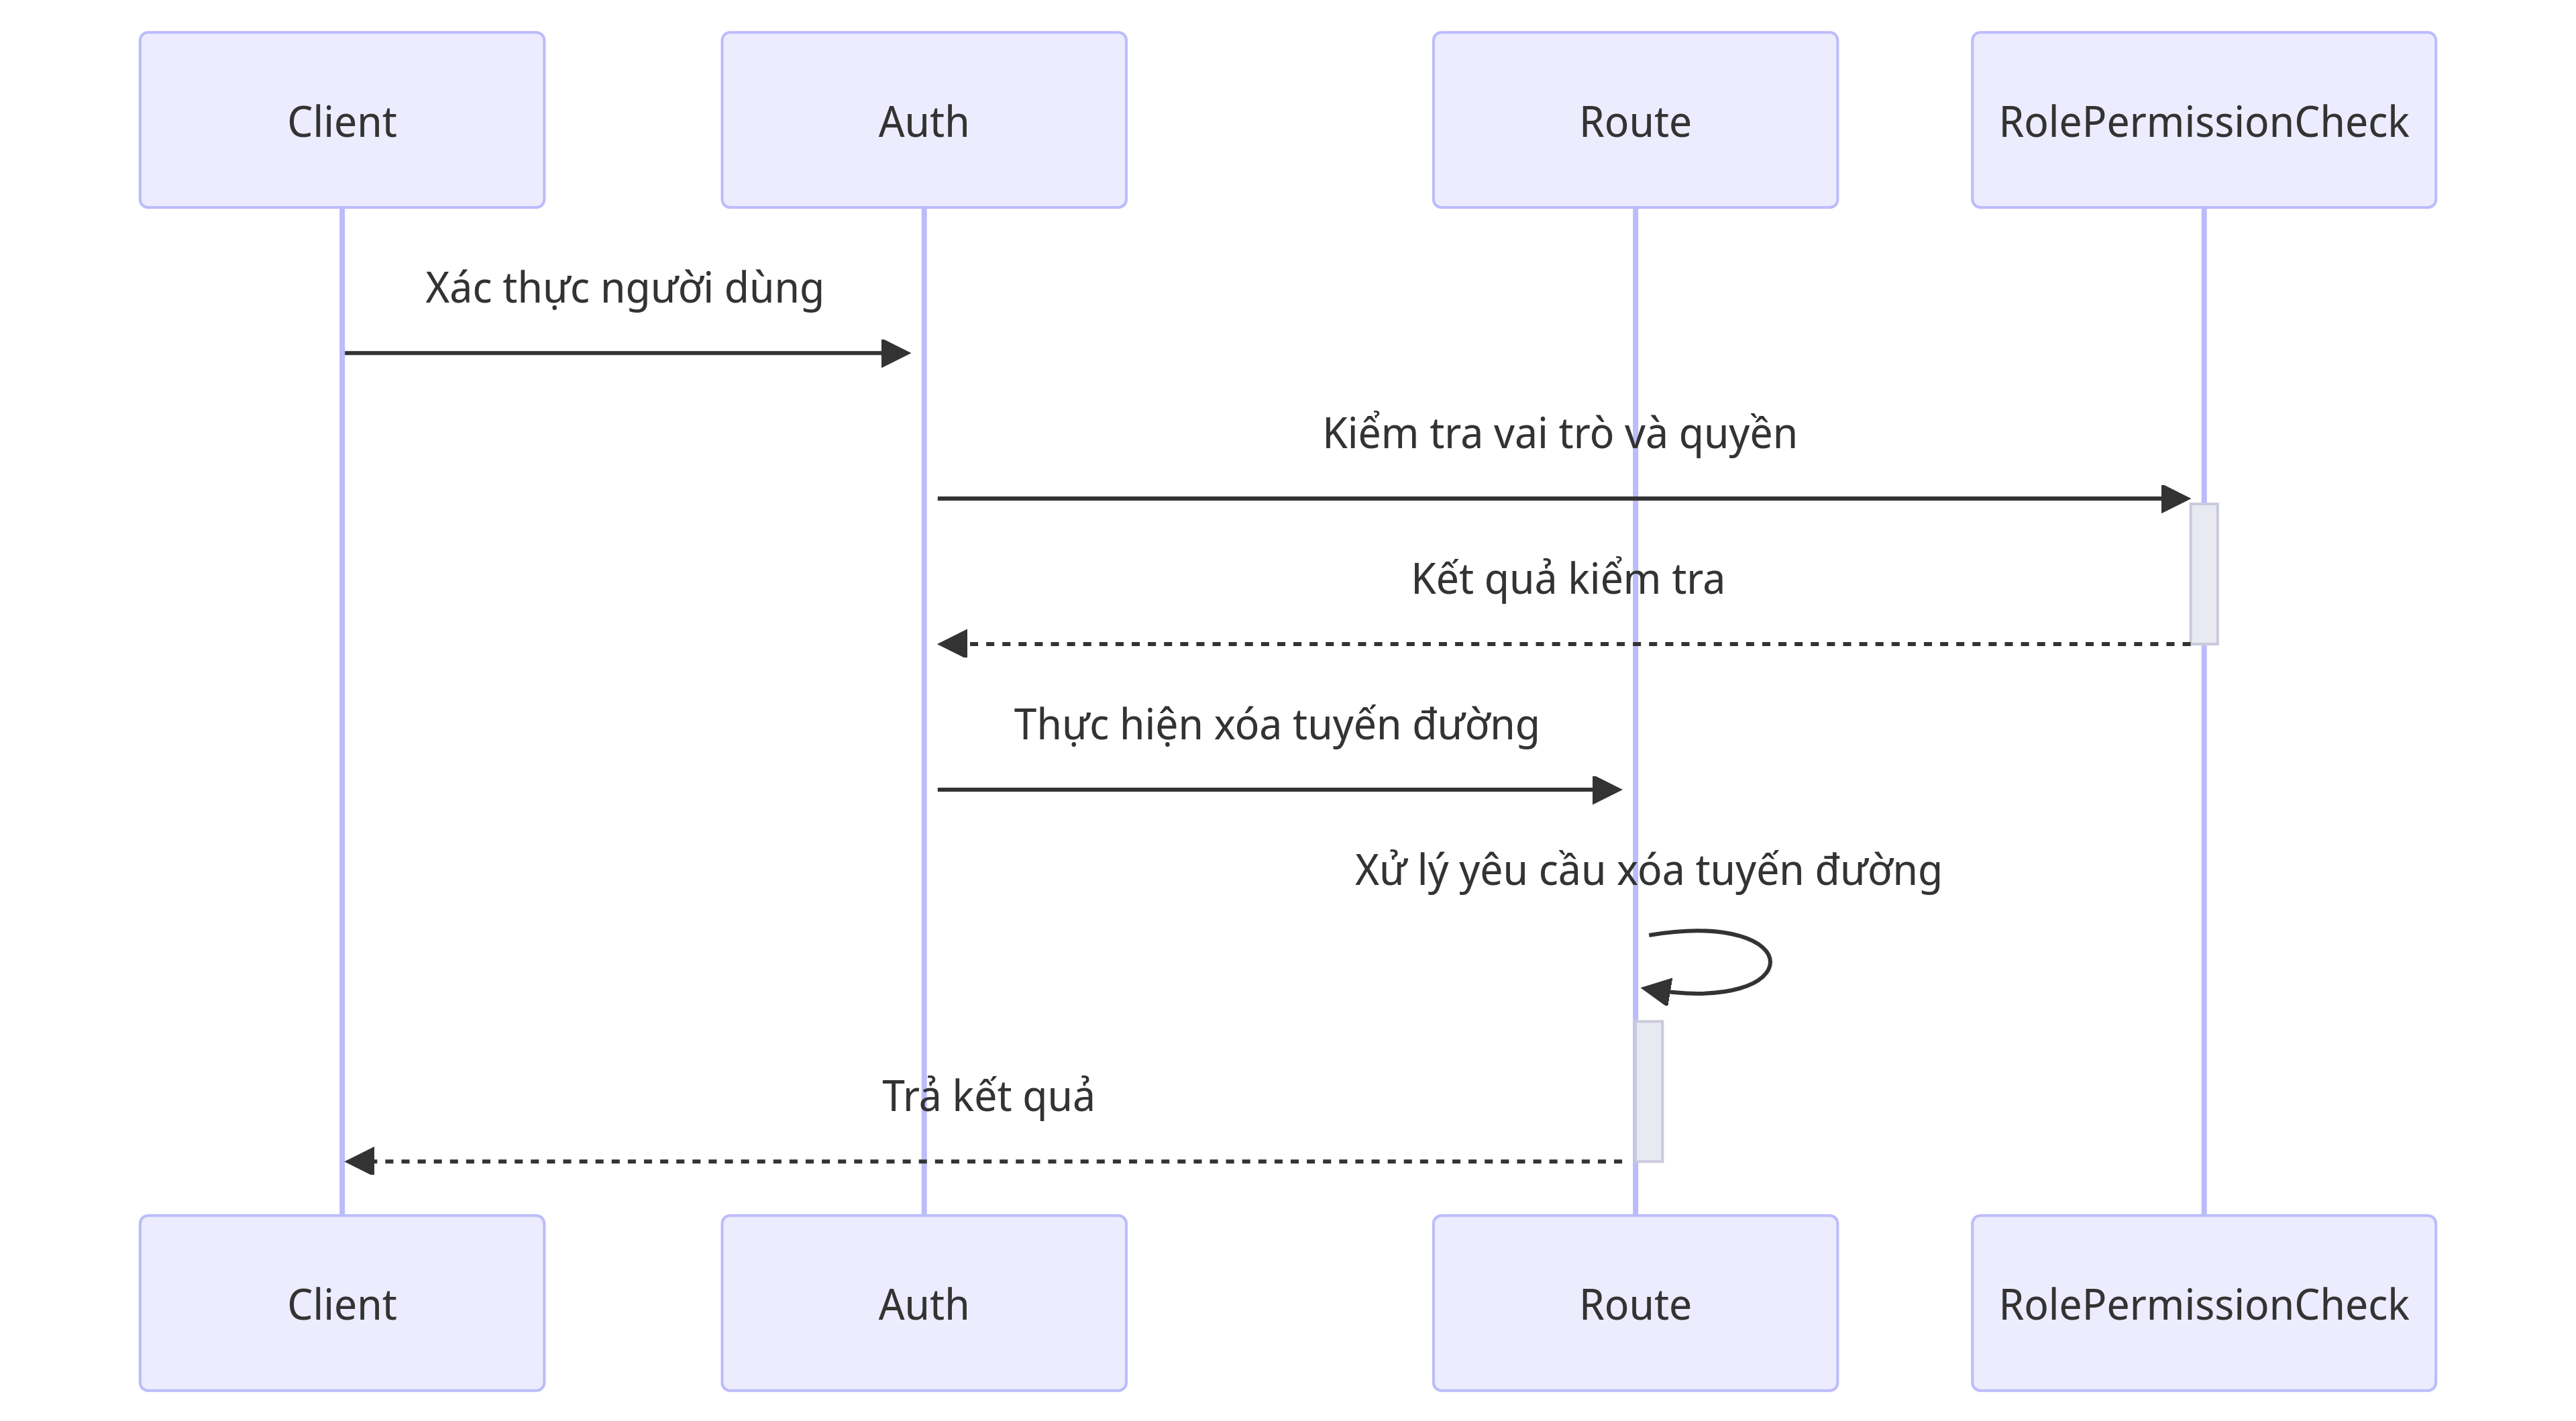 Client
Auth
Route
RolePermissionCheck
Xác thực người dùng
Kiểm tra vai trò và quyền
Kết quả kiểm tra
Thực hiện xóa tuyến đường
Xử lý yêu cầu xóa tuyến đường
Trả kết quả
Client
Auth
Route
RolePermissionCheck